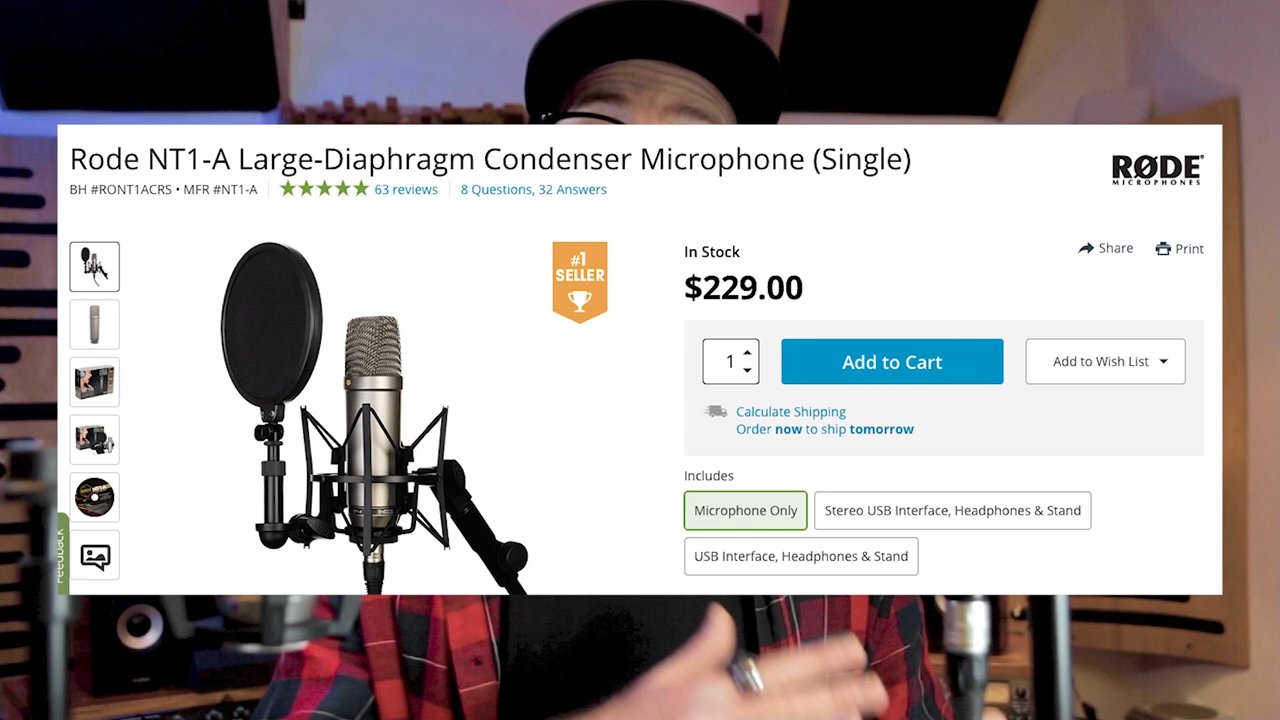 Rode NT1-A Large-Diaphragm Condenser Microphone (Single)
BH #RONT1ACRS • MFR #NT1-A
63 reviews
8 Questions, 32 Answers
RØDE
MICROPHONES
#1
SELLER
In Stock
Share
Print
$229.00
1
Add to Cart
Add to Wish List
Calculate Shipping
Order now to ship tomorrow
Includes
Microphone Only
Stereo USB Interface, Headphones & Stand
USB Interface, Headphones & Stand
Feedback